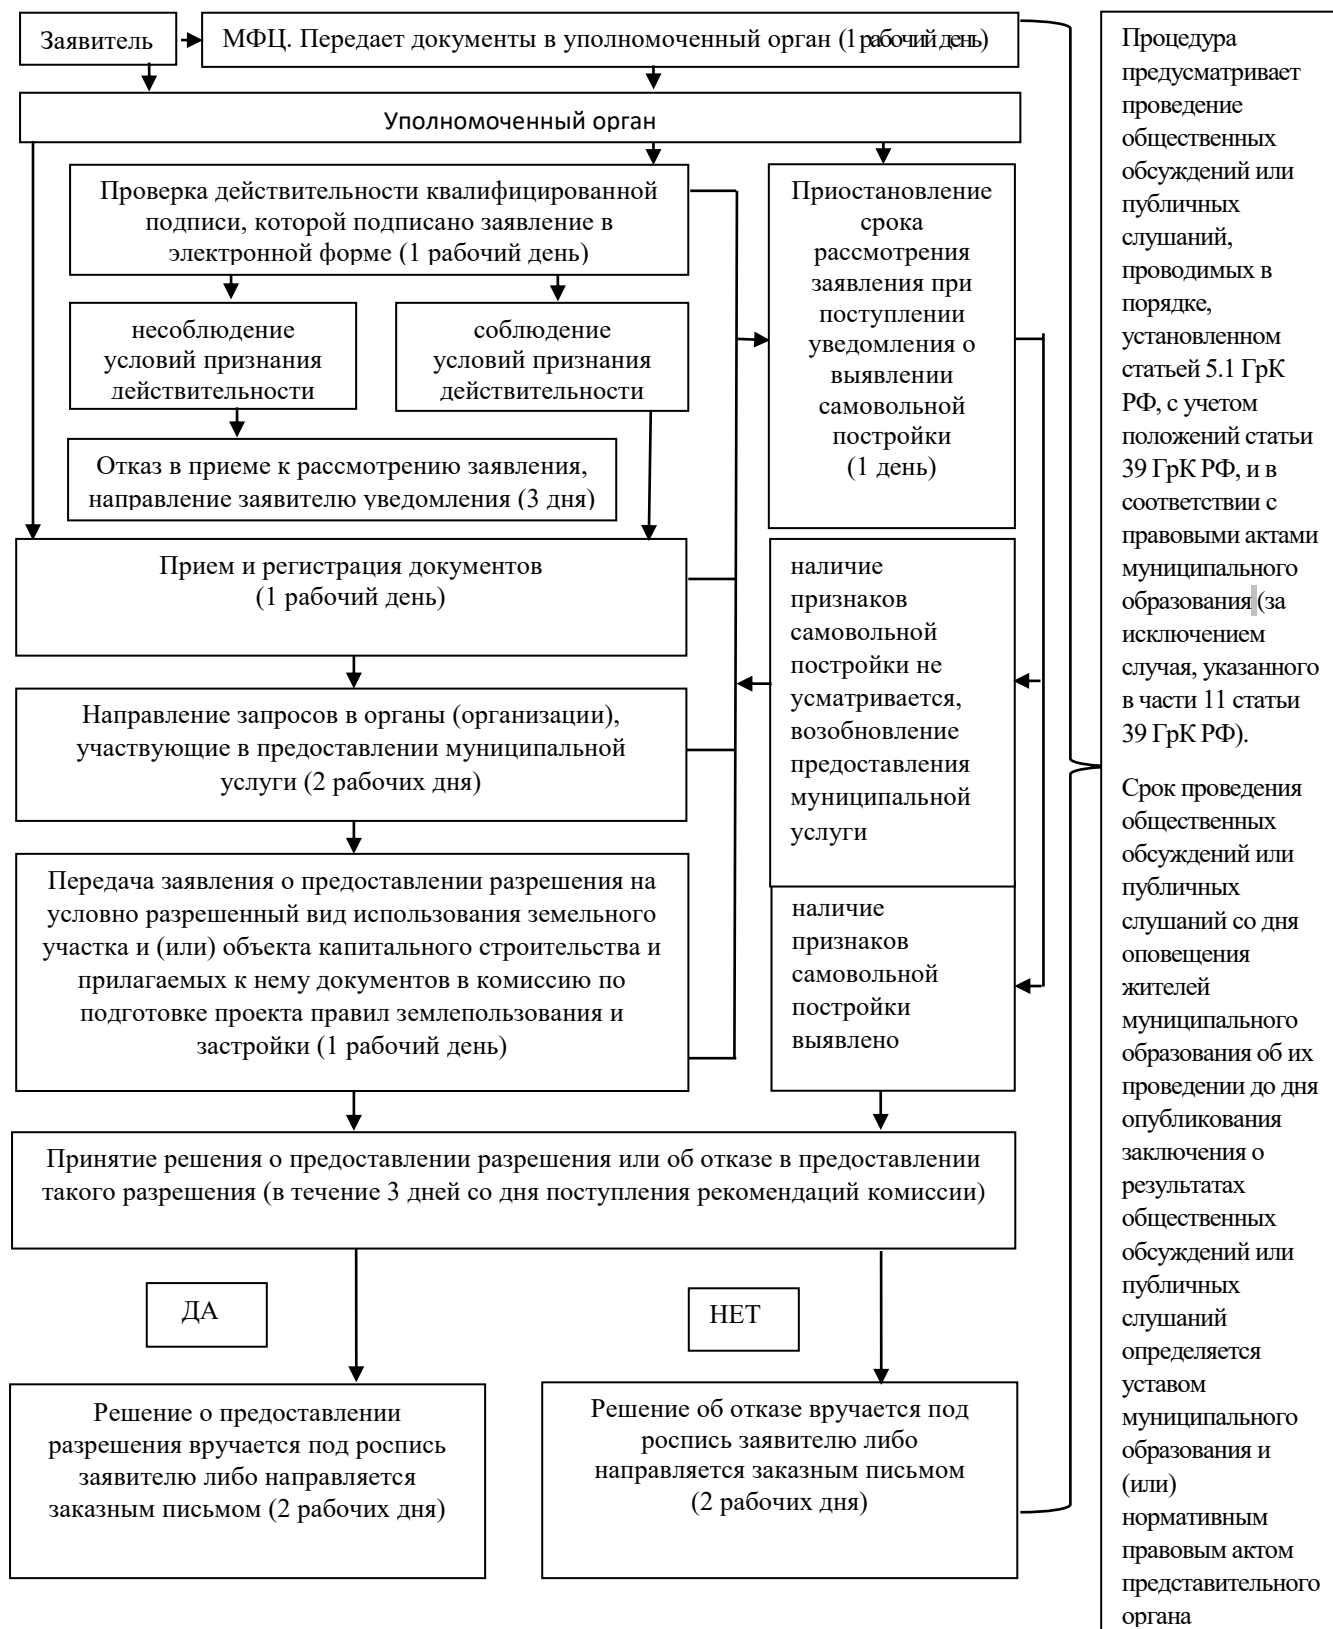 Заявитель
МФЦ. Передает документы в уполномоченный орган (1 рабочий день)
Уполномоченный орган
Проверка действительности квалифицированной
подписи, которой подписано заявление в
электронной форме (1 рабочий день)
несоблюдение
условий признания
действительности
соблюдение
условий признания
действительности
Отказ в приеме к рассмотрению заявления,
направление заявителю уведомления (3 дня)
Приостановление
срока
рассмотрения
заявления при
поступлении
уведомления о
выявлении
самовольной
постройки
(1 день)
Прием и регистрация документов
(1 рабочий день)
наличие
признаков
самовольной
постройки не
усматривается,
возобновление
предоставления
муниципальной
услуги
Направление запросов в органы (организации),
участвующие в предоставлении муниципальной
услуги (2 рабочих дня)
Передача заявления о предоставлении разрешения на
условно разрешенный вид использования земельного
участка и (или) объекта капитального строительства и
прилагаемых к нему документов в комиссию по
подготовке проекта правил землепользования и
застройки (1 рабочий день)
наличие
признаков
самовольной
постройки
выявлено
Принятие решения о предоставлении разрешения или об отказе в предоставлении
такого разрешения (в течение 3 дней со дня поступления рекомендаций комиссии)
ДА
НЕТ
Решение о предоставлении
разрешения вручается под роспись
заявителю либо направляется
заказным письмом (2 рабочих дня)
Решение об отказе вручается под
роспись заявителю либо
направляется заказным письмом
(2 рабочих дня)
Процедура
предусматривает
проведение
общественных
обсуждений или
публичных
слушаний,
проводимых в
порядке,
установленном
статьей 5.1 ГрК
РФ, с учетом
положений статьи
39 ГрК РФ, и в
соответствии с
правовыми актами
муниципального
образования (за
исключением
случая, указанного
в части 11 статьи
39 ГрК РФ).
Срок проведения
общественных
обсуждений или
публичных
слушаний со дня
оповещения
жителей
муниципального
образования об их
проведении до дня
опубликования
заключения о
результатах
общественных
обсуждений или
публичных
слушаний
определяется
уставом
муниципального
образования и
(или)
нормативным
правовым актом
представительного
органа